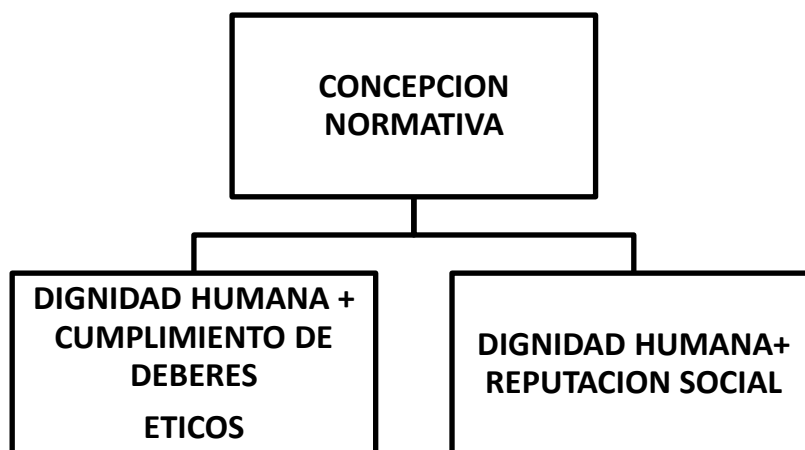 CONCEPCION
NORMATIVA
DIGNIDAD HUMANA +
CUMPLIMIENTO DE
DEBERES
ETICOS
DIGNIDAD HUMANA+
REPUTACION SOCIAL